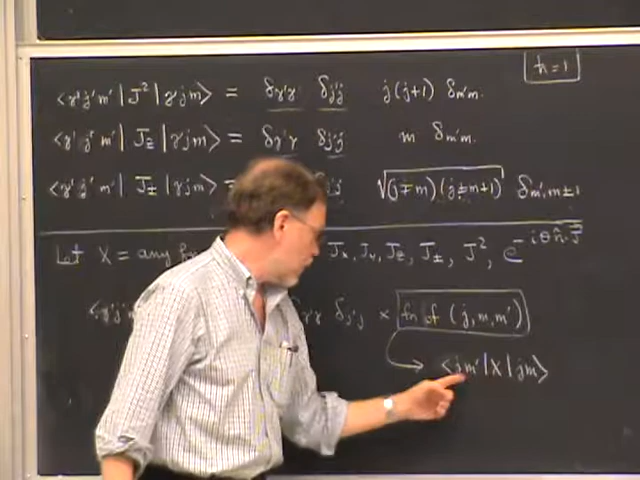 ħ=1
<γ'j'm'|J²|γjm> = δγ'γ δj'j j(j+1) δm'm.
<γ'j'm'|Jz|γjm> = δγ'γ δj'j m δm'm.
<γ'j'm'|J±|γjm> = √(j∓m)(j±m+1) δm',m±1
Let X = any Jx, Jy, Jz, J±, J², e^-iθn̂·J⃗
<γ'j' δj'j × fn of (j,m,m')
<jm'|X|jm>